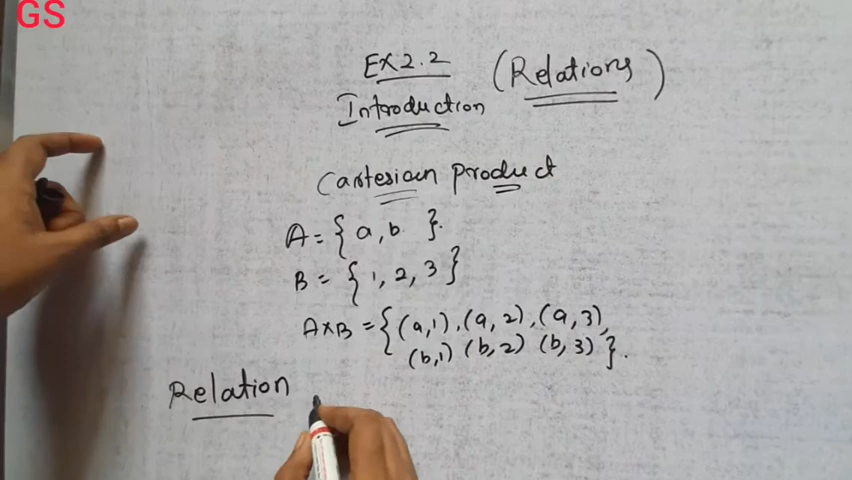 GS
Ex 2.2 (Relations)
Introduction
Cartesian product
A = { a, b }.
B = { 1, 2, 3 }
A×B = { (a,1), (a, 2), (a, 3),
(b,1) (b, 2) (b, 3) }.
Relation